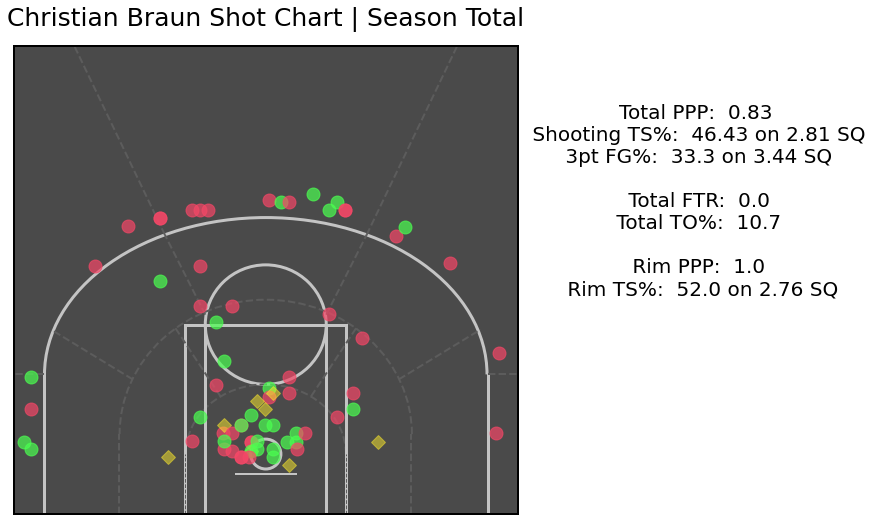 Christian Braun Shot Chart | Season Total
Total PPP:  0.83
Shooting TS%:  46.43 on 2.81 SQ
3pt FG%:  33.3 on 3.44 SQ
Total FTR:  0.0
Total TO%:  10.7
Rim PPP:  1.0
Rim TS%:  52.0 on 2.76 SQ